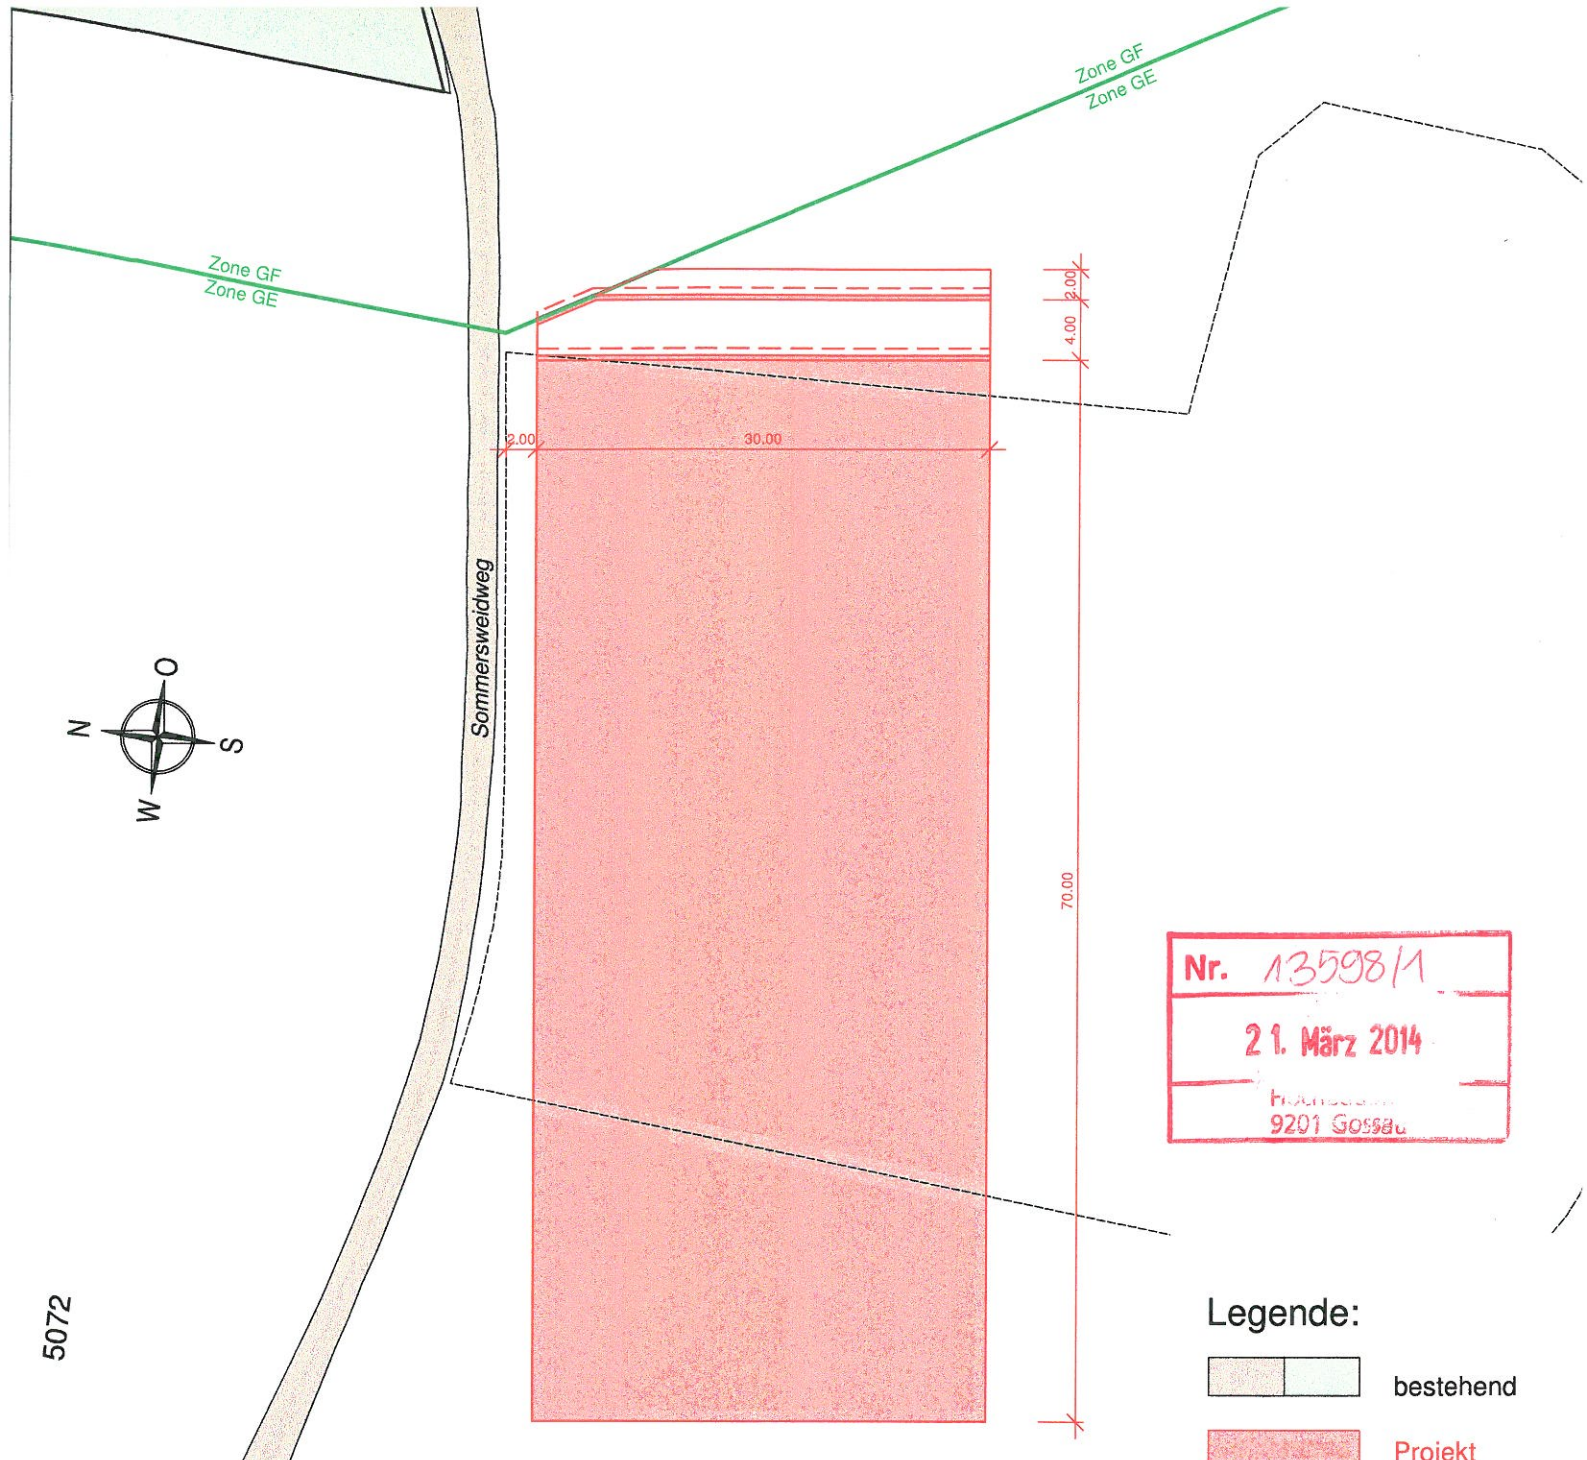 Zone GF
Zone GE
Zone GF
Zone GE
2.00
4.00
2.00
30.00
Sommersweidweg
O
N
S
W
70.00
Nr. 13598/1
21. März 2014
9201 Gossau
5072
Legende:
bestehend
Projekt